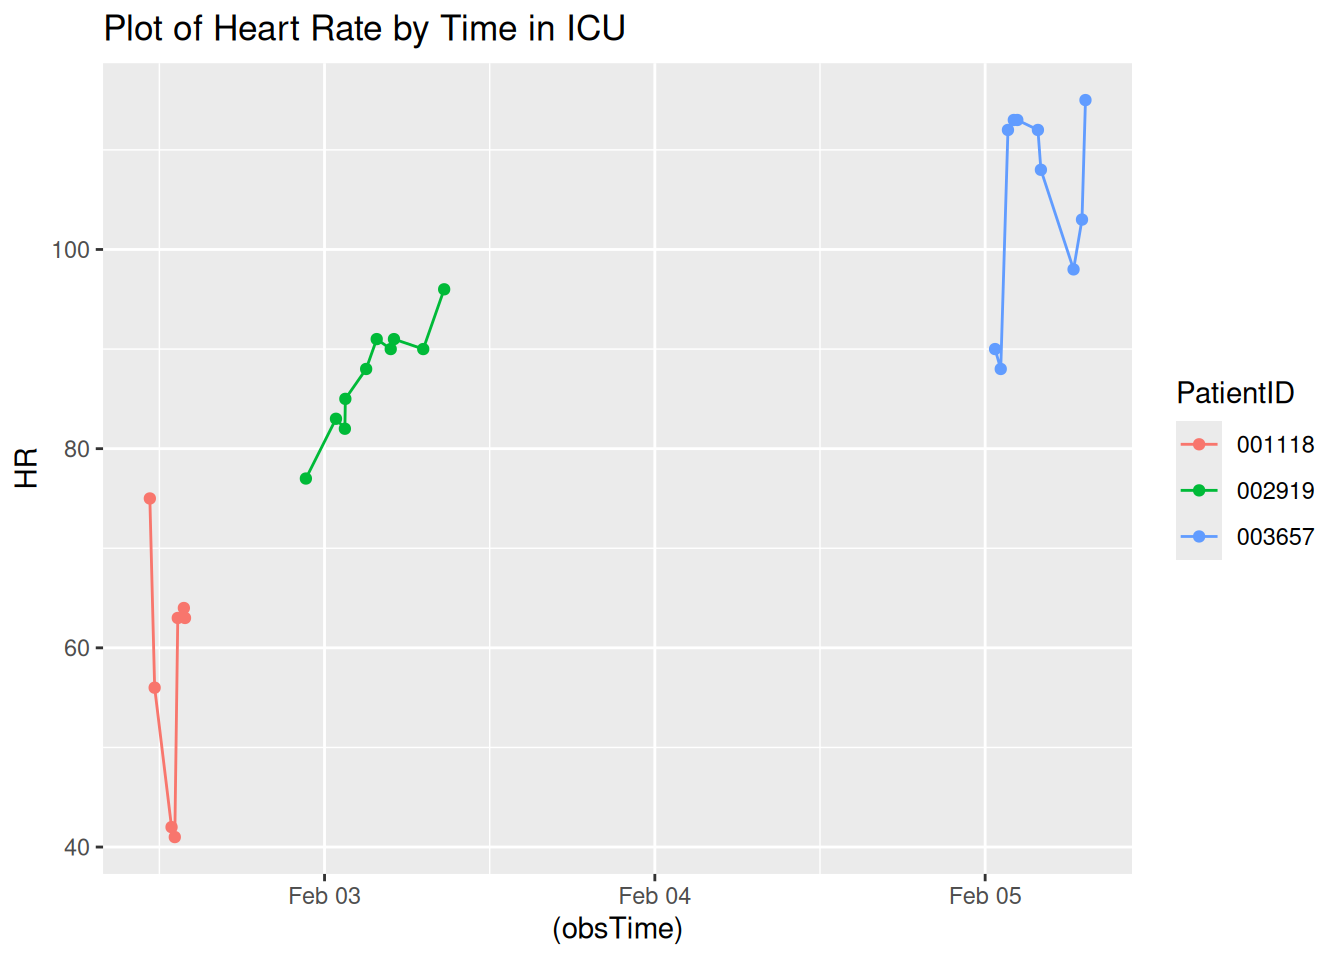 Plot of Heart Rate by Time in ICU
HR
100
80
60
40
Feb 03
Feb 04
Feb 05
(obsTime)
PatientID
001118
002919
003657